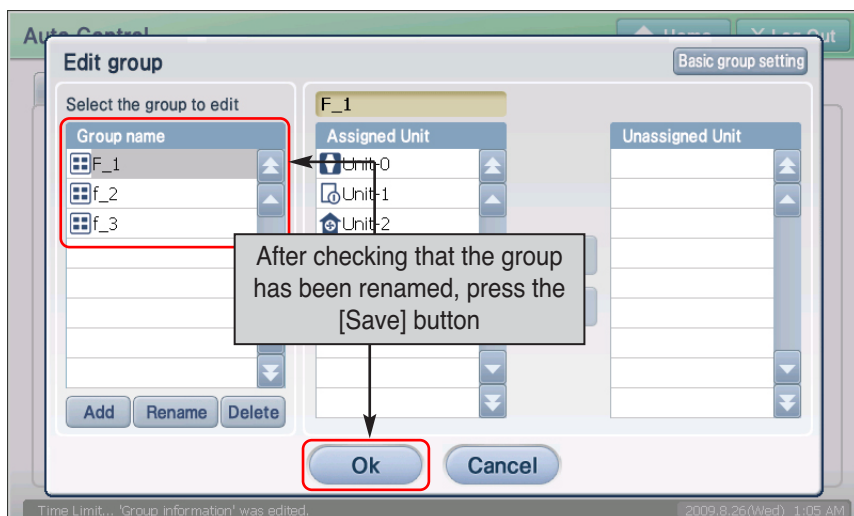 Auto Control
Home
X Log Out
Edit group
Basic group setting
Select the group to edit
F_1
Group name
Assigned Unit
Unassigned Unit
F_1
Unit-0
f_2
Unit-1
f_3
Unit-2
After checking that the group
has been renamed, press the
[Save] button
Add
Rename
Delete
Ok
Cancel
Time Limit... 'Group information' was edited.
2009.8.26(Wed) 1:05 AM